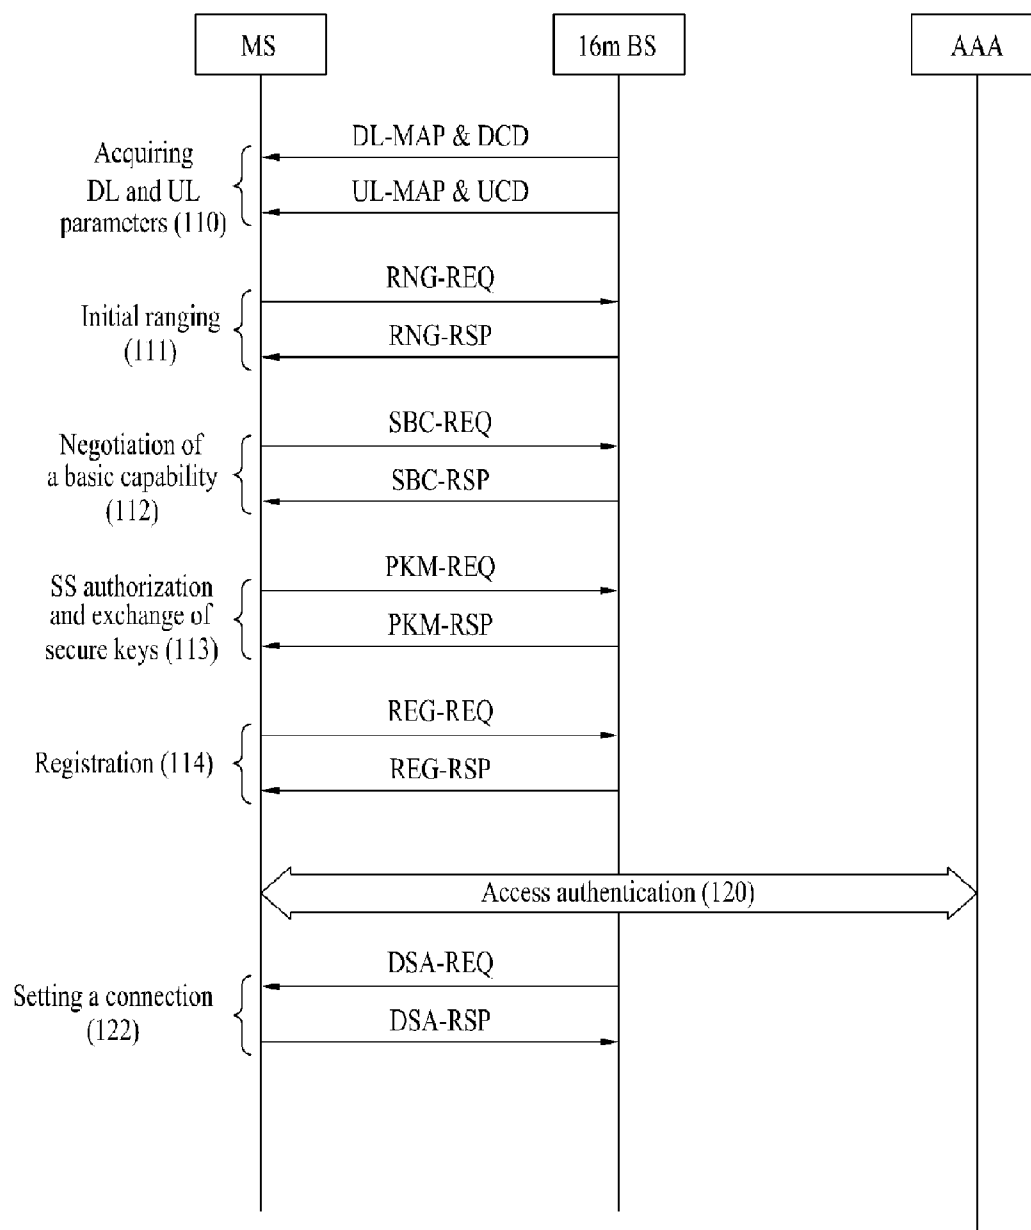 MS
16m BS
AAA
DL-MAP & DCD
Acquiring
DL and UL
parameters (110)
UL-MAP & UCD
RNG-REQ
Initial ranging
(111)
RNG-RSP
SBC-REQ
Negotiation of
a basic capability
(112)
SBC-RSP
PKM-REQ
SS authorization
and exchange of
secure keys (113)
PKM-RSP
REG-REQ
Registration (114)
REG-RSP
Access authentication (120)
DSA-REQ
Setting a connection
(122)
DSA-RSP